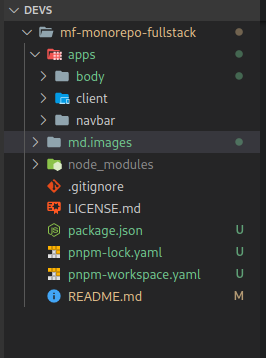 DEVS
mf-monorepo-fullstack
apps
body
client
navbar
md.images
node_modules
.gitignore
LICENSE.md
package.json U
pnpm-lock.yaml U
pnpm-workspace.yaml U
README.md M